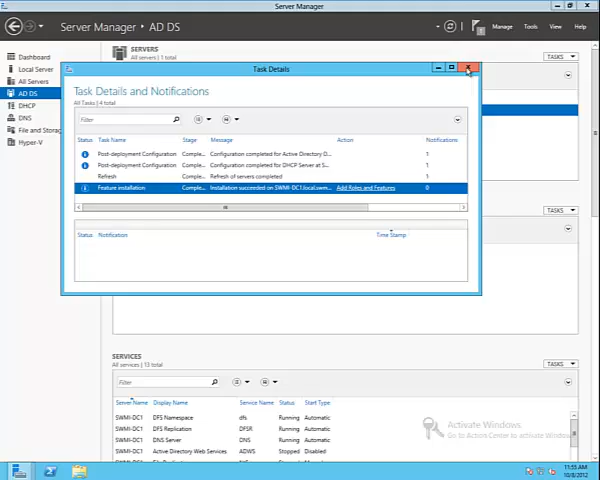 Server Manager
Server Manager • AD DS
Manage
Tools
View
Help
Dashboard
Local Server
All Servers
AD DS
DHCP
DNS
File and Storag
Hyper-V
SERVERS
All servers | 1 total
TASKS
Task Details
Task Details and Notifications
All Tasks | 4 total
Filter
Status Task Name Stage Message Action Notifications
Post-deployment Configuration Comple... Configuration completed for Active Directory D... 1
Post-deployment Configuration Comple... Configuration completed for DHCP Server at S... 1
Refresh Comple... Refresh of servers completed 1
Feature installation Comple... Installation succeeded on SWMI-DC1.local.swm... Add Roles and Features 0
Status Notification Time Stamp
TASKS
SERVICES
All services | 13 total
TASKS
Filter
Server Name Display Name Service Name Status Start Type
SWMI-DC1 DFS Namespace dfs Running Automatic
SWMI-DC1 DFS Replication DFSR Running Automatic
SWMI-DC1 DNS Server DNS Running Automatic
SWMI-DC1 Active Directory Web Services ADWS Stopped Disabled
Activate Windows
Go to Action Center to activate Windows
11:55 AM
10/8/2012